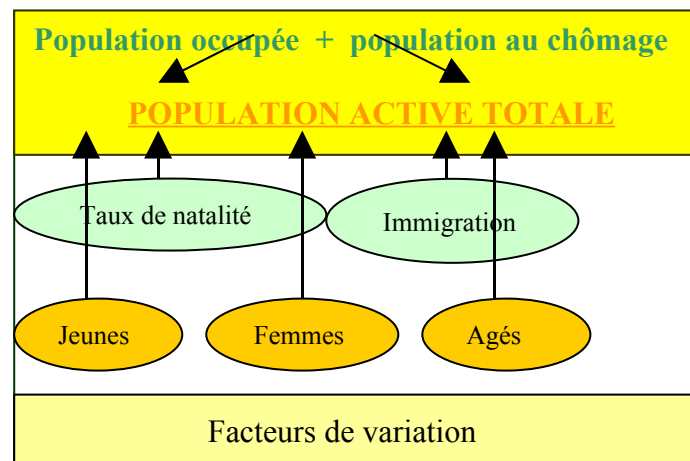 Population occupée + population au chômage
POPULATION ACTIVE TOTALE
Taux de natalité
Immigration
Jeunes
Femmes
Agés
Facteurs de variation